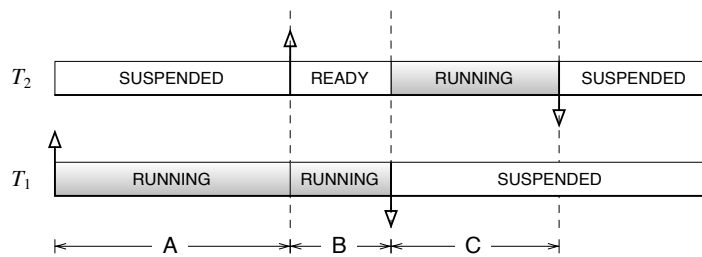 T2 SUSPENDED READY RUNNING SUSPENDED
T1 RUNNING RUNNING SUSPENDED
A B C